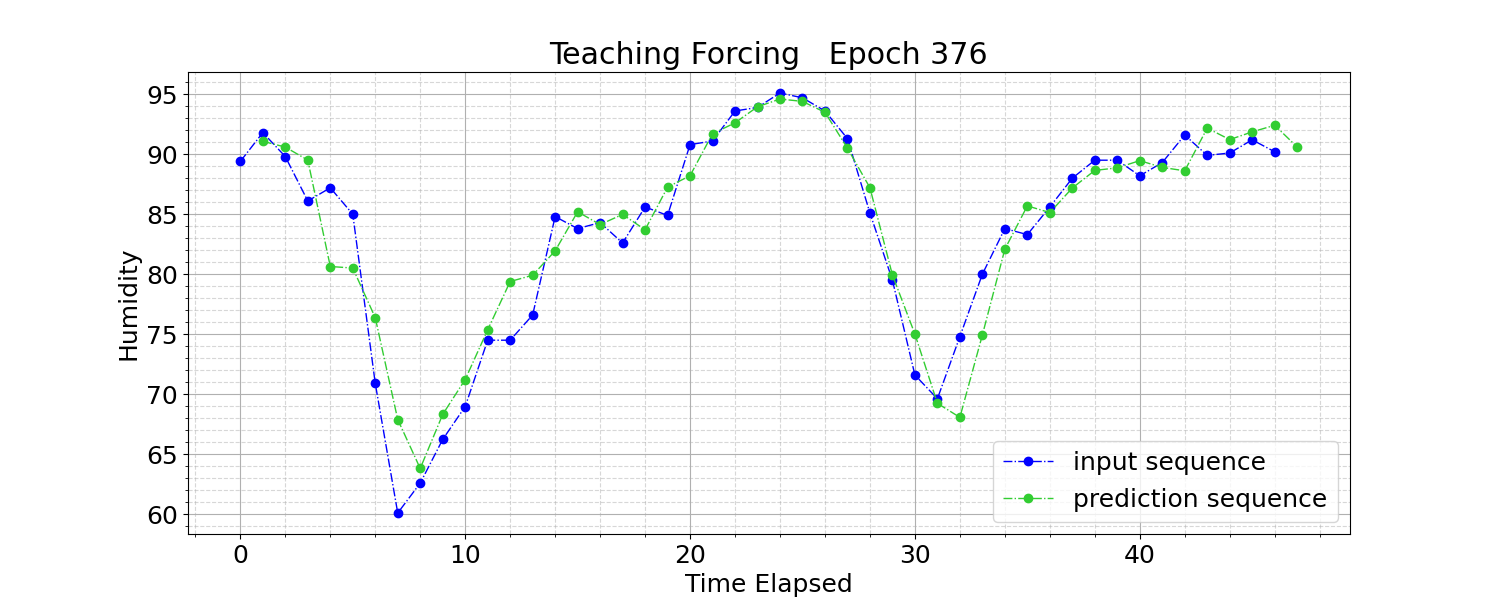 Teaching Forcing   Epoch 376
95
90
85
80
75
70
65
60
Humidity
input sequence
prediction sequence
0 10 20 30 40
Time Elapsed